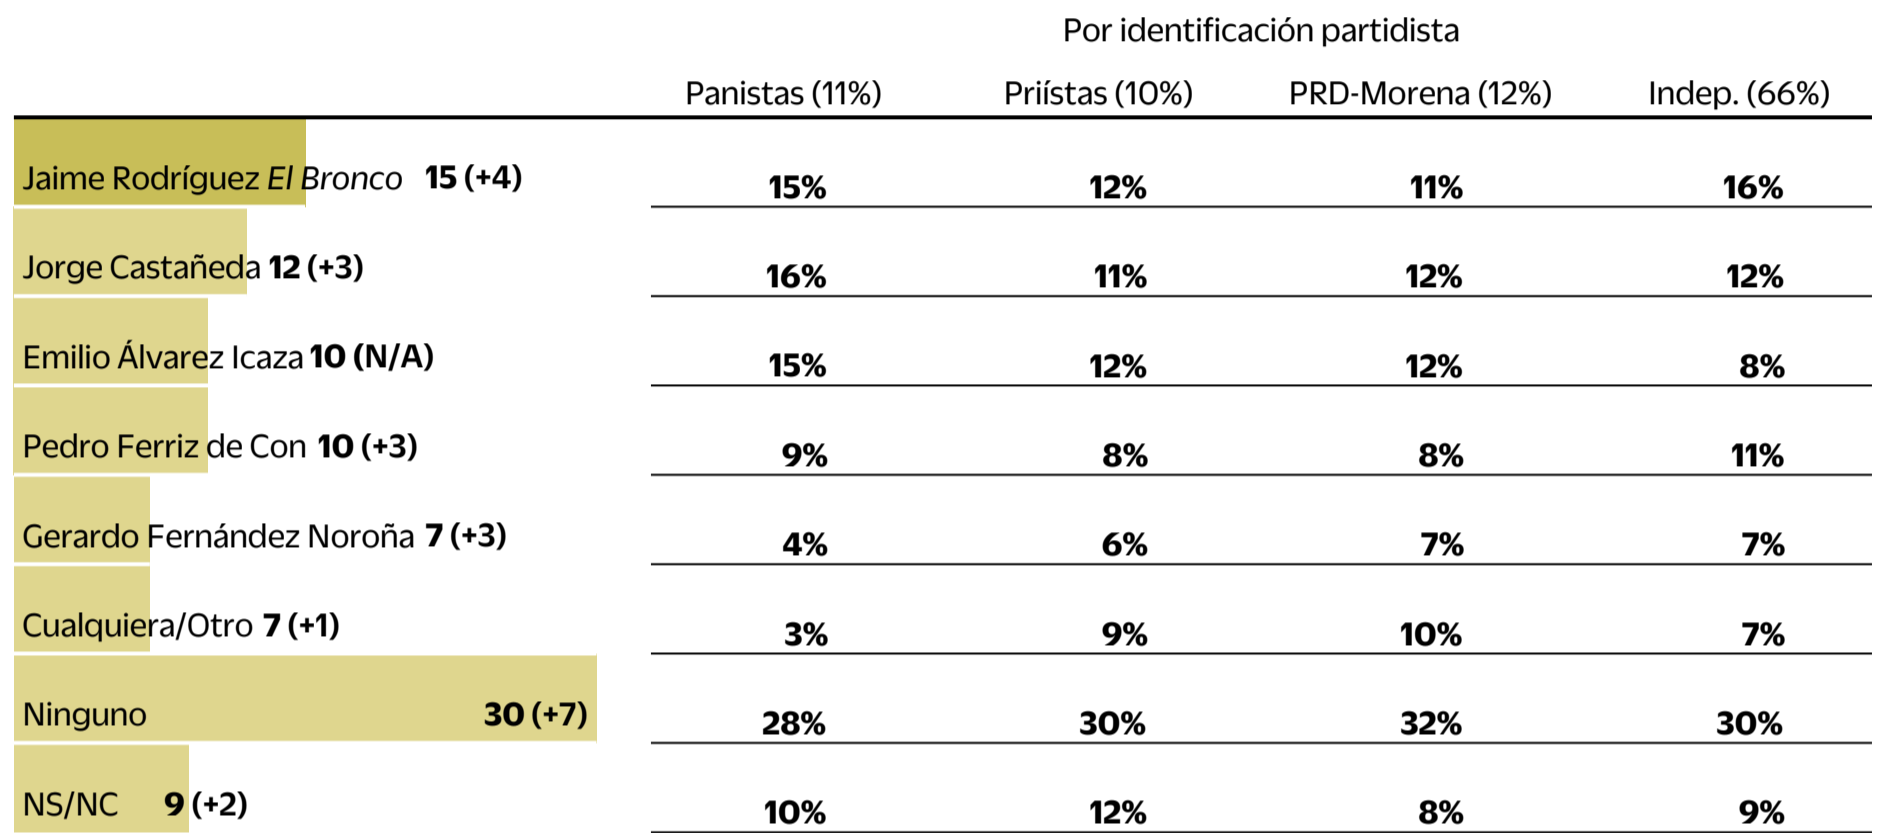 Por identificación partidista
Panistas (11%) Priístas (10%) PRD-Morena (12%) Indep. (66%)
Jaime Rodríguez El Bronco 15 (+4) 15% 12% 11% 16%
Jorge Castañeda 12 (+3) 16% 11% 12% 12%
Emilio Álvarez Icaza 10 (N/A) 15% 12% 12% 8%
Pedro Ferriz de Con 10 (+3) 9% 8% 8% 11%
Gerardo Fernández Noroña 7 (+3) 4% 6% 7% 7%
Cualquiera/Otro 7 (+1) 3% 9% 10% 7%
Ninguno 30 (+7) 28% 30% 32% 30%
NS/NC 9 (+2) 10% 12% 8% 9%